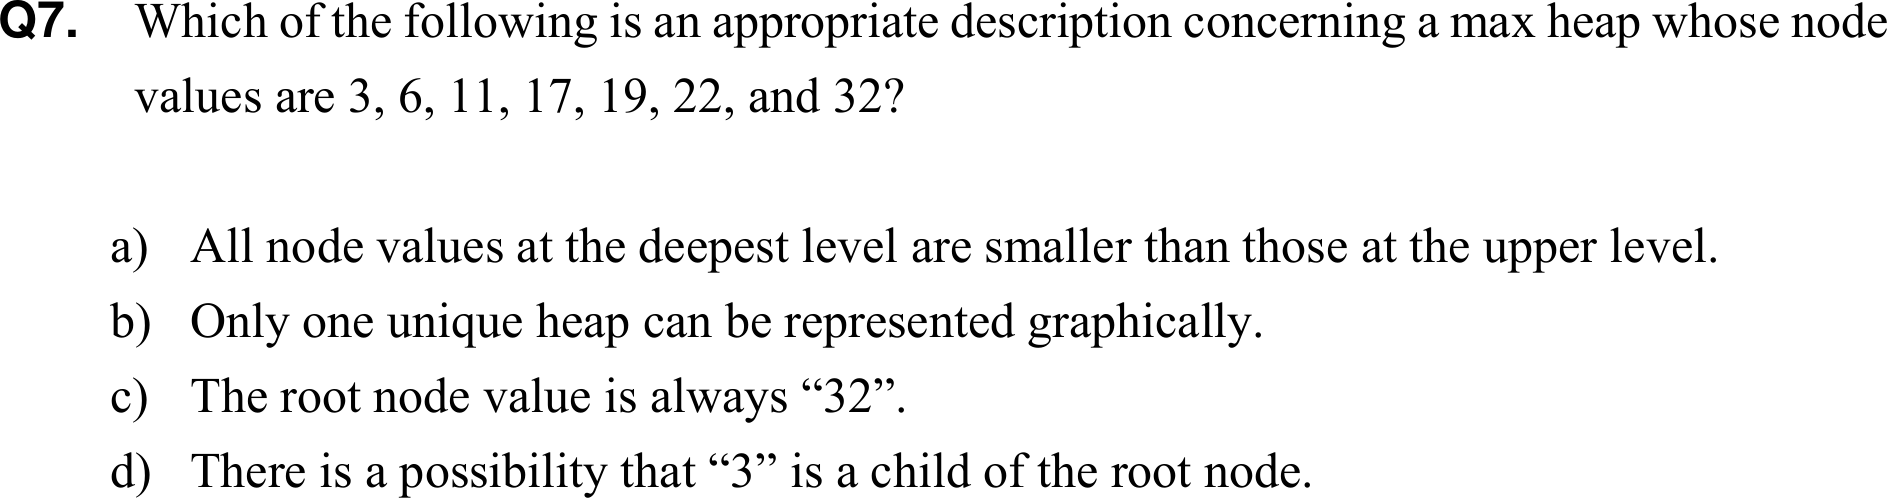 Q7. Which of the following is an appropriate description concerning a max heap whose node
values are 3, 6, 11, 17, 19, 22, and 32?
a) All node values at the deepest level are smaller than those at the upper level.
b) Only one unique heap can be represented graphically.
c) The root node value is always “32”.
d) There is a possibility that “3” is a child of the root node.